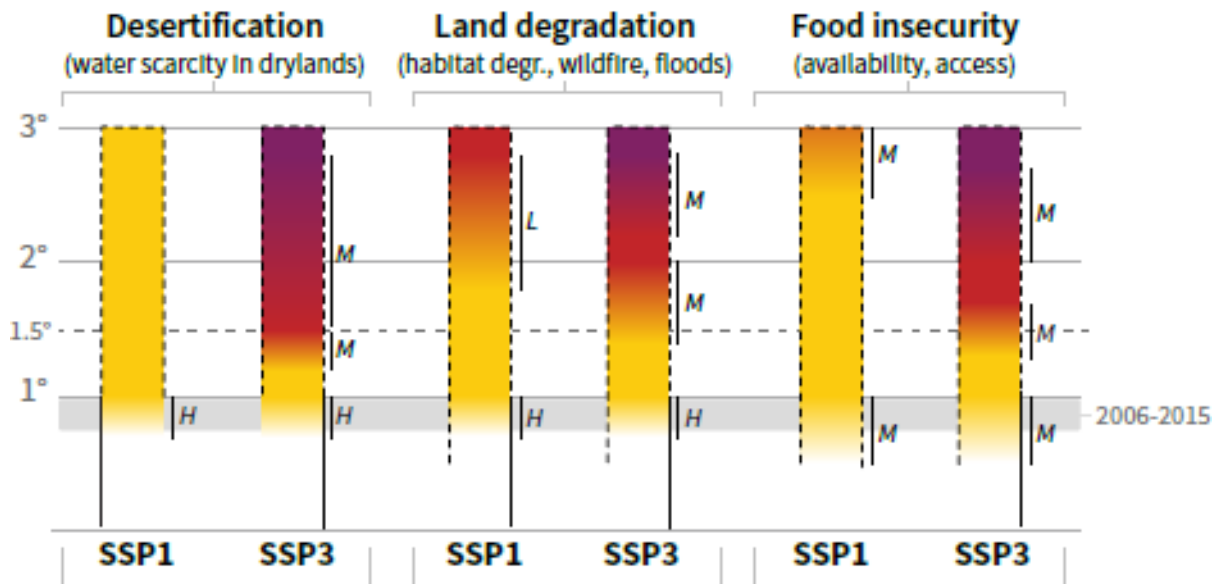 Desertification
(water scarcity in drylands)
Land degradation
(habitat degr., wildfire, floods)
Food insecurity
(availability, access)
3°
M
M
L
M
M
2°
M
M
1.5°
M
M
1°
H
H
H
H
M
M
2006-2015
SSP1
SSP3
SSP1
SSP3
SSP1
SSP3